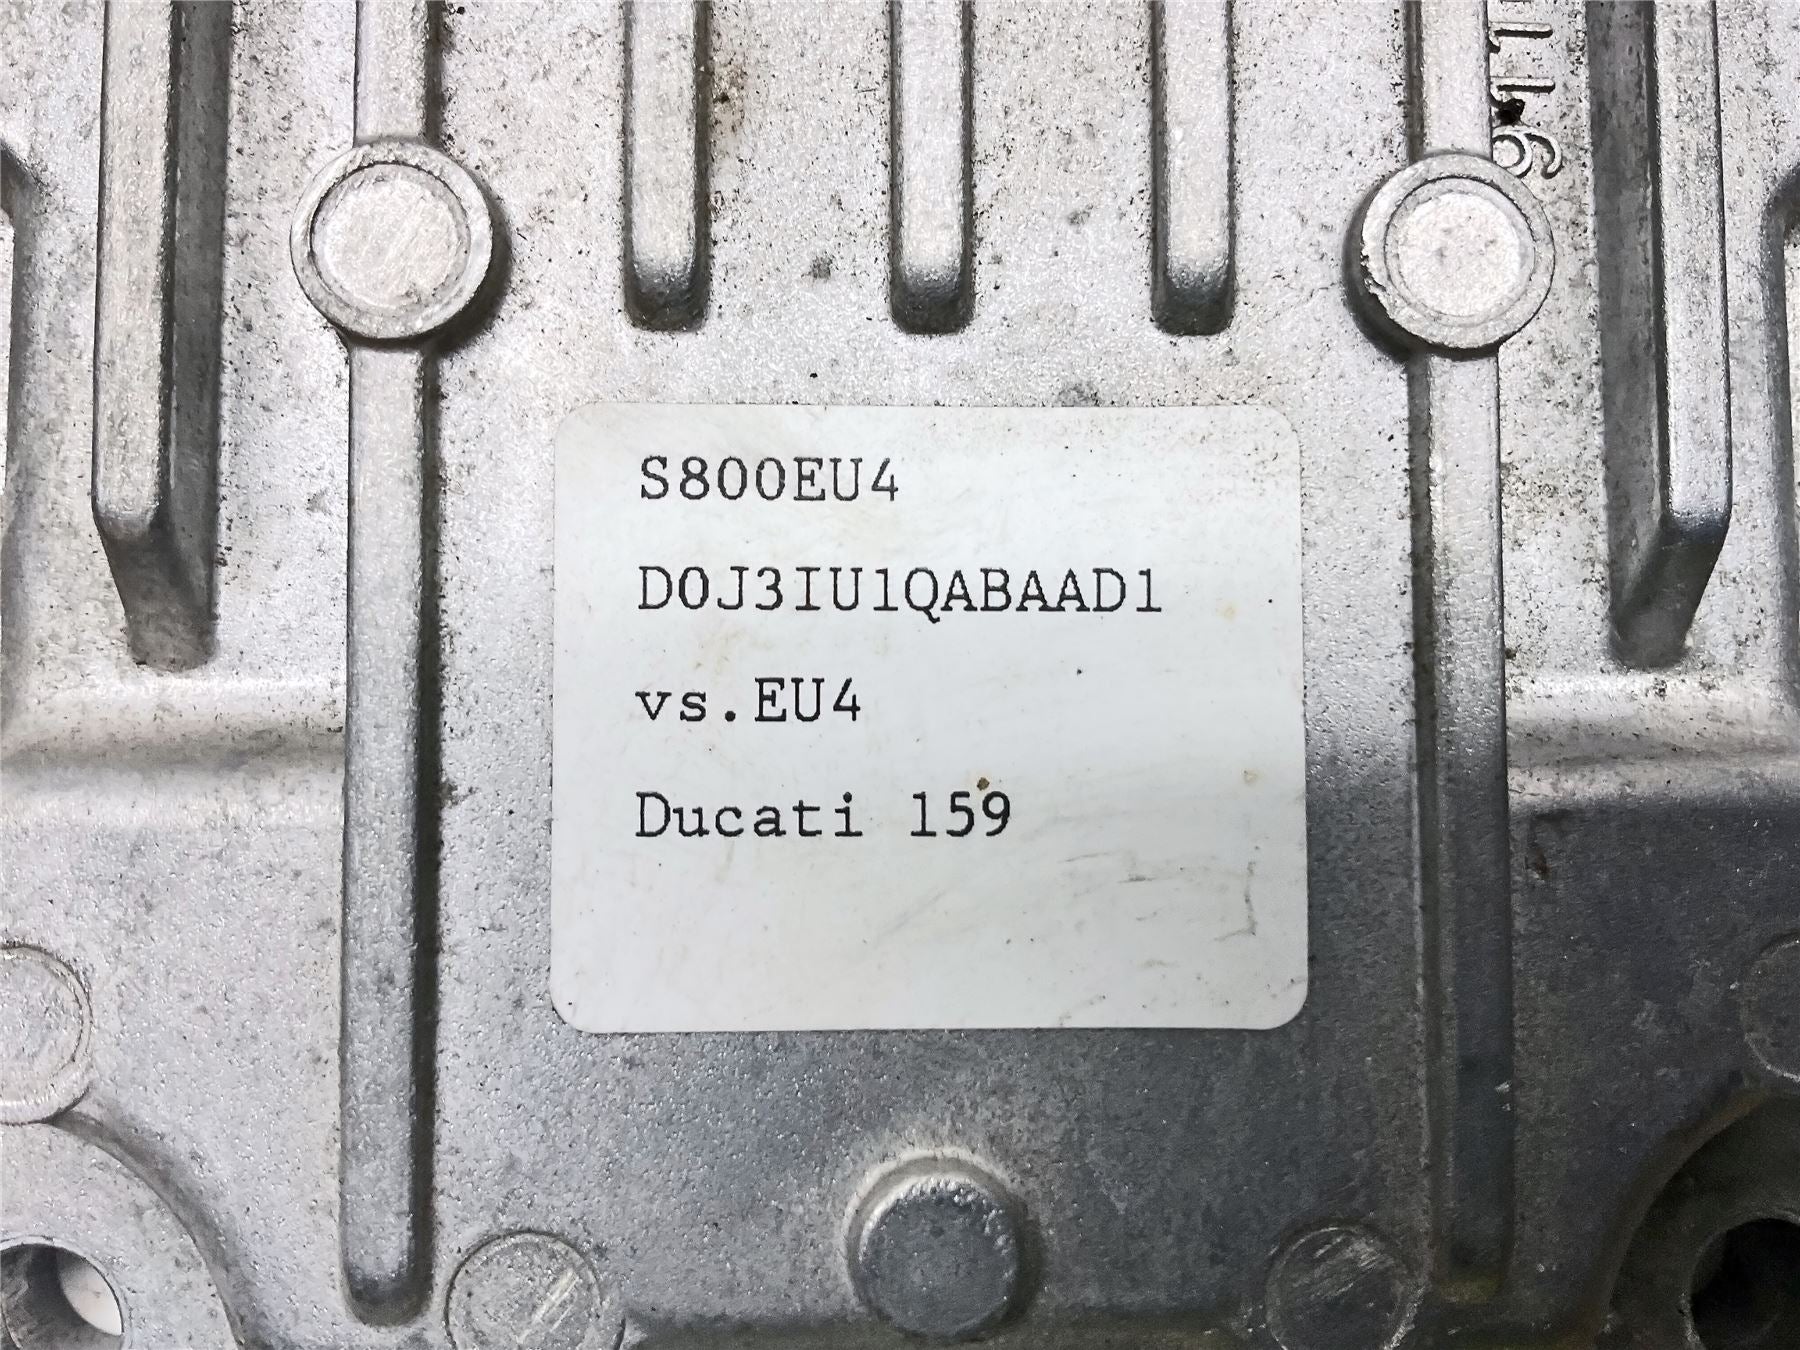 S800EU4
D0J3IU1QABAAD1
vs.EU4
Ducati 159